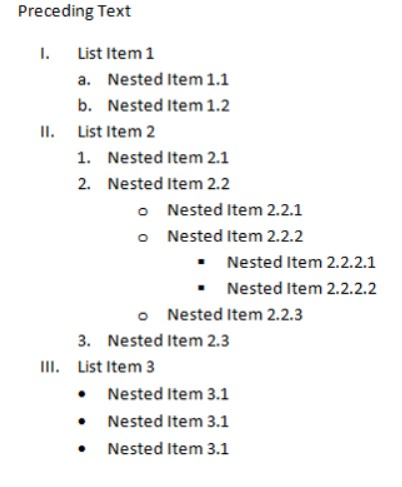 Preceding Text
I. List Item 1
a. Nested Item 1.1
b. Nested Item 1.2
II. List Item 2
1. Nested Item 2.1
2. Nested Item 2.2
o Nested Item 2.2.1
o Nested Item 2.2.2
▪ Nested Item 2.2.2.1
▪ Nested Item 2.2.2.2
o Nested Item 2.2.3
3. Nested Item 2.3
III. List Item 3
• Nested Item 3.1
• Nested Item 3.1
• Nested Item 3.1